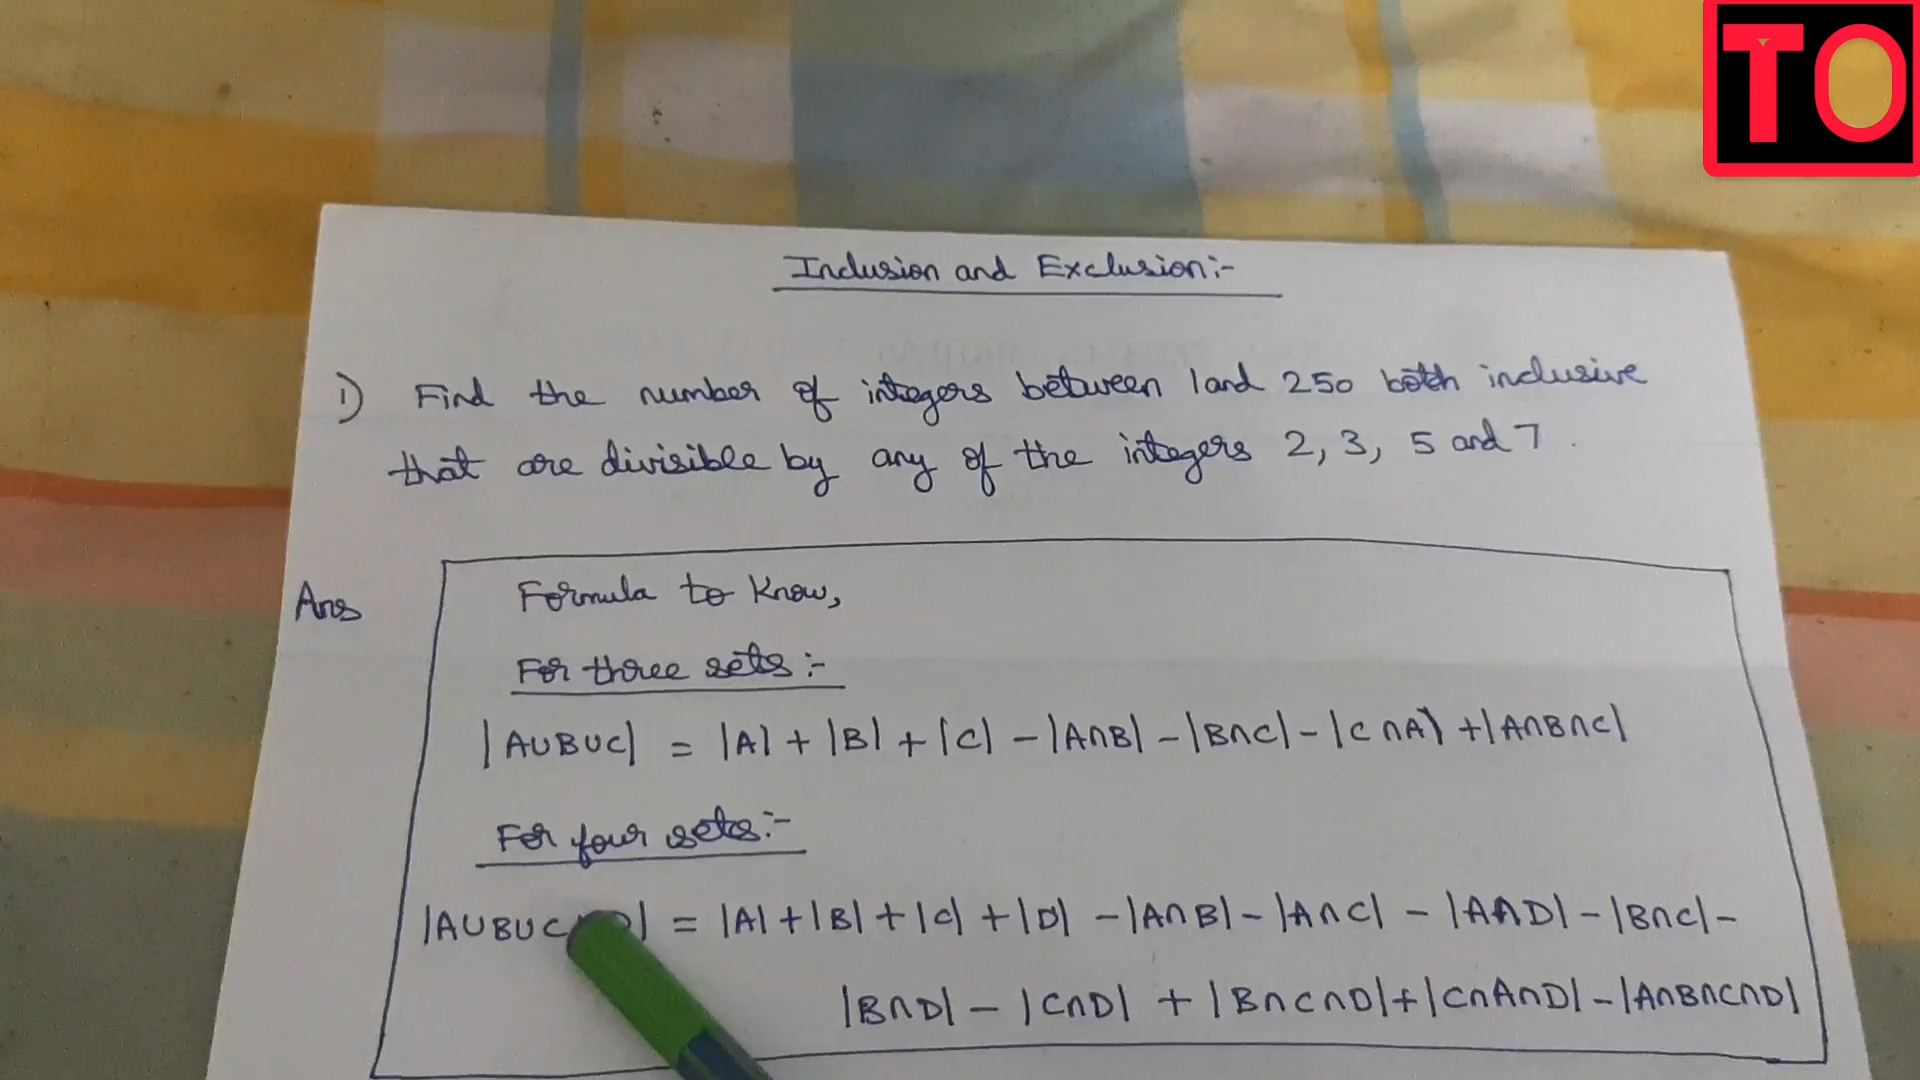 TO
Inclusion and Exclusion:-
1) Find the number of integers between 1 and 250 both inclusive
that are divisible by any of the integers 2, 3, 5 and 7.
Ans
Formula to Know,
For three sets:-
|A∪B∪C| = |A| + |B| + |C| - |A∩B| - |B∩C| - |C∩A| + |A∩B∩C|
For four sets:-
|A∪B∪C | = |A| + |B| + |C| + |D| - |A∩B| - |A∩C| - |A∩D| - |B∩C| -
|B∩D| - |C∩D| + |B∩C∩D| + |C∩A∩D| - |A∩B∩C∩D|